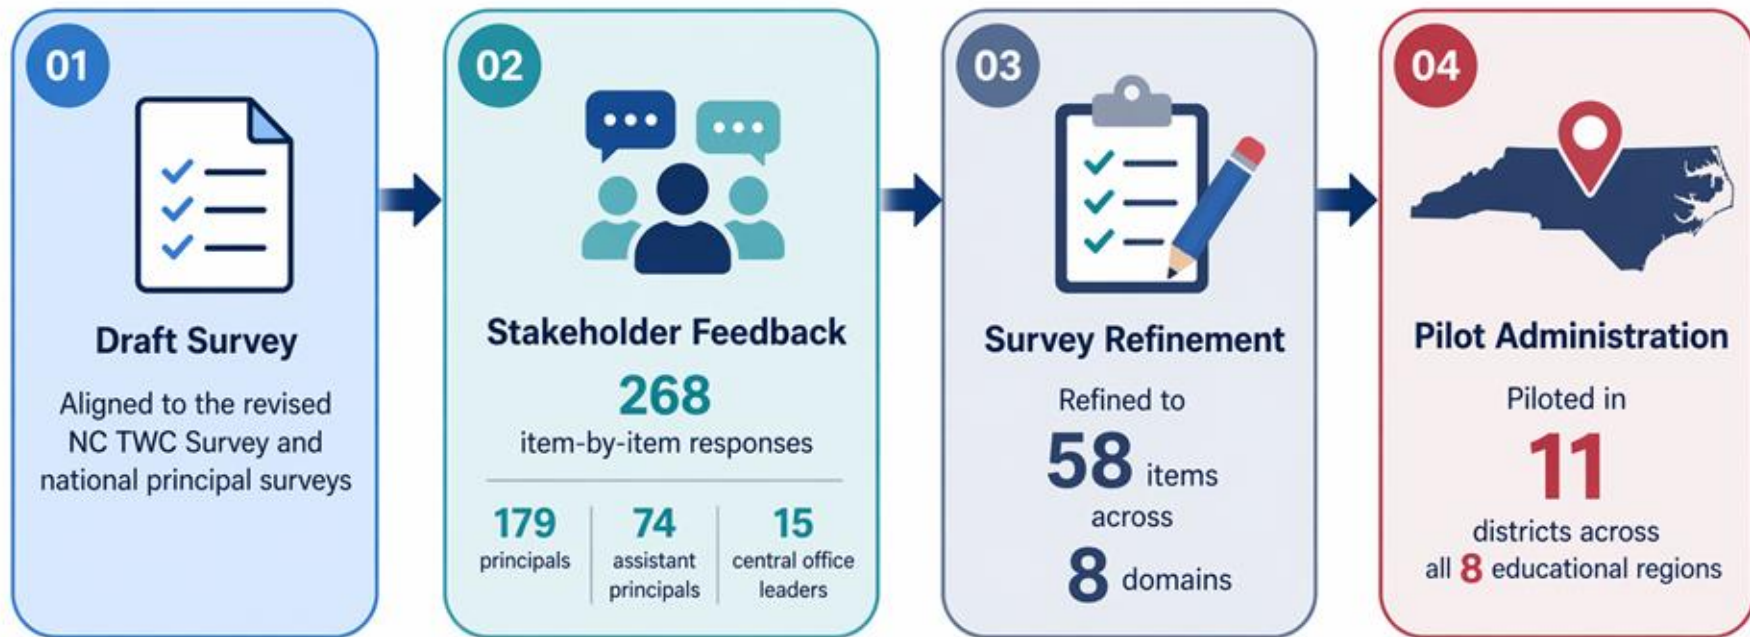 01
Draft Survey
Aligned to the revised
NC TWC Survey and
national principal surveys
02
Stakeholder Feedback
268
item-by-item responses
179
principals
74
assistant
principals
15
central office
leaders
03
Survey Refinement
Refined to
58 items
across
8 domains
04
Pilot Administration
Piloted in
11
districts across
all 8 educational regions